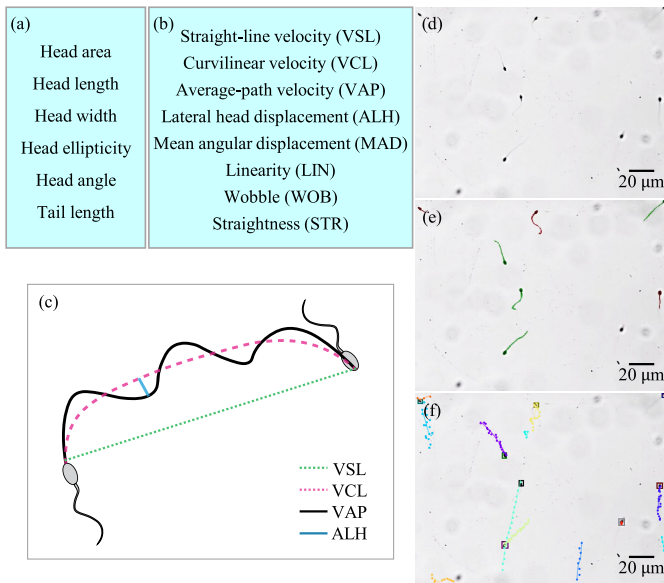 (a)
Head area
Head length
Head width
Head ellipticity
Head angle
Tail length
(b)
Straight-line velocity (VSL)
Curvilinear velocity (VCL)
Average-path velocity (VAP)
Lateral head displacement (ALH)
Mean angular displacement (MAD)
Linearity (LIN)
Wobble (WOB)
Straightness (STR)
(c)
VSL
VCL
VAP
ALH
(d)
20 μm
(e)
20 μm
(f)
20 μm